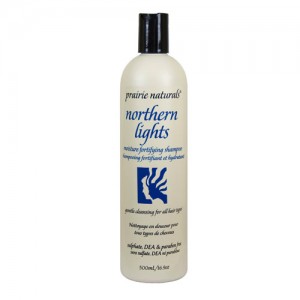 prairie naturals®
northern
lights
moisture fortifying shampoo
shampooing fortifiant et hydratant
gentle cleansing for all hair types
Nettoyage en douceur pour
tous types de cheveux
sulphate, DEA & paraben free
sans sulfate, DEA et parabène
500mL/16.9oz